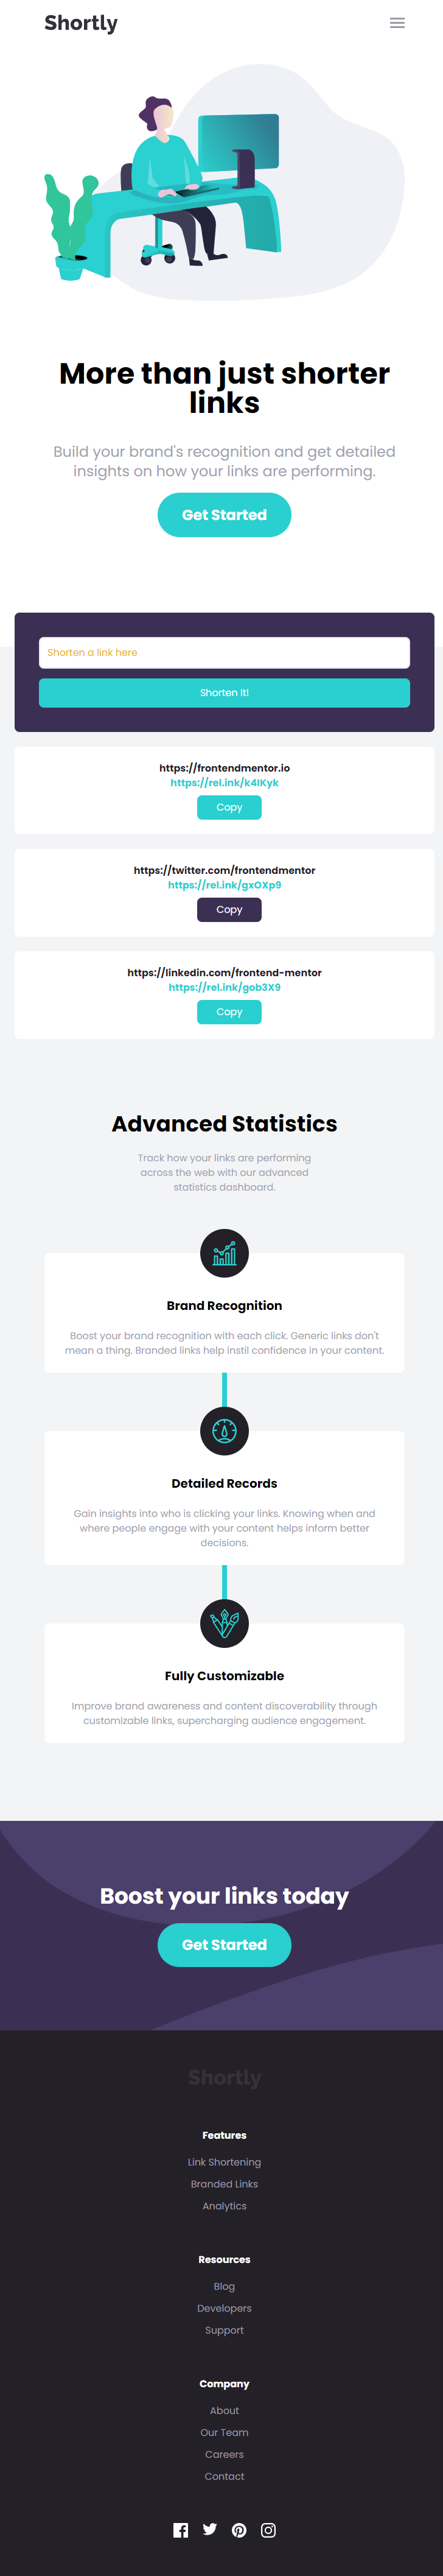 Shortly
More than just shorter
links
Build your brand's recognition and get detailed
insights on how your links are performing.
Get Started
Shorten a link here
Shorten It!
https://frontendmentor.io
https://rel.ink/k4IKyk
Copy
https://twitter.com/frontendmentor
https://rel.ink/gxOXp9
Copy
https://linkedin.com/frontend-mentor
https://rel.ink/gob3X9
Copy
Advanced Statistics
Track how your links are performing
across the web with our advanced
statistics dashboard.
Brand Recognition
Boost your brand recognition with each click. Generic links don't
mean a thing. Branded links help instil confidence in your content.
Detailed Records
Gain insights into who is clicking your links. Knowing when and
where people engage with your content helps inform better
decisions.
Fully Customizable
Improve brand awareness and content discoverability through
customizable links, supercharging audience engagement.
Boost your links today
Get Started
Shortly
Features
Link Shortening
Branded Links
Analytics
Resources
Blog
Developers
Support
Company
About
Our Team
Careers
Contact